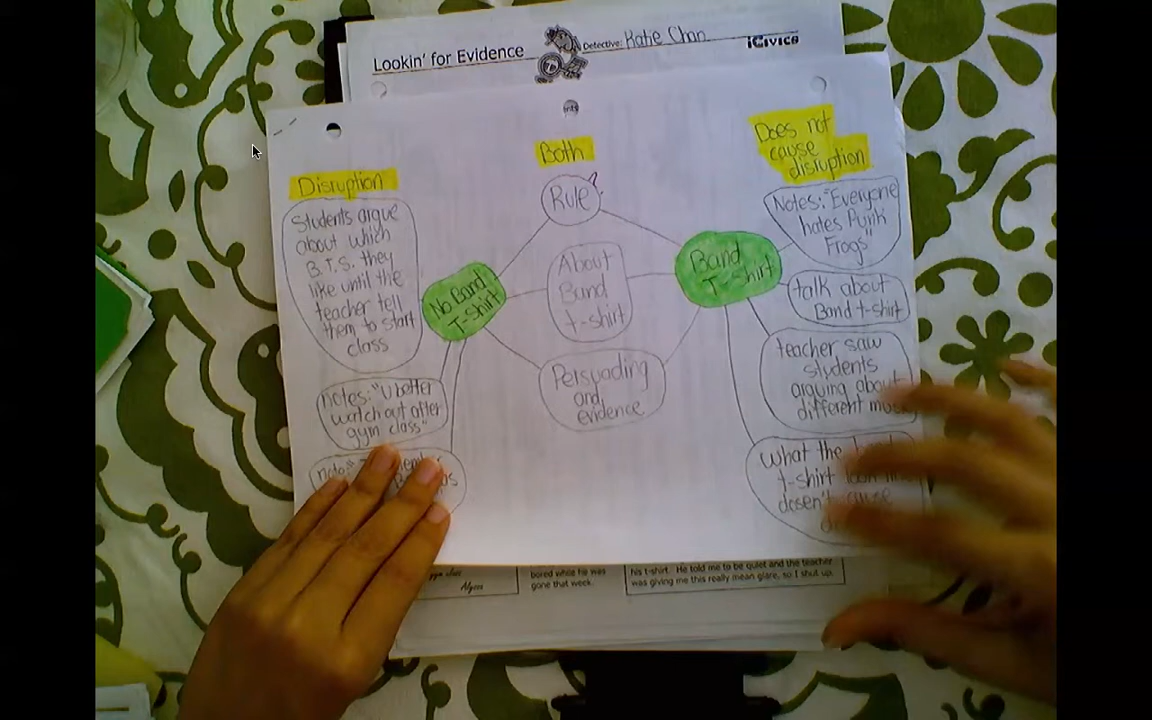 Lookin' for Evidence
Detective: Katie Chan
iCivics
Disruption
Students argue
about which
B.T.S. they
like until the
teacher tell
them to start
class
notes: "U better
watch out after
gym class"
No Band
T-shirt
Both
Rule
About
Band
t-shirt
Persuading
and
evidence
Band
T-shirt
Does not
cause
disruption
Notes: "Everyone
hates Punk
Frogs"
talk about
Band t-shirt
teacher saw
students
arguing about
different
what the
t-shirt
dosen't cause
gym class
Alyssa
bored while he was
gone that week.
his t-shirt. He told me to be quiet and the teacher
was giving me this really mean glare, so I shut up.